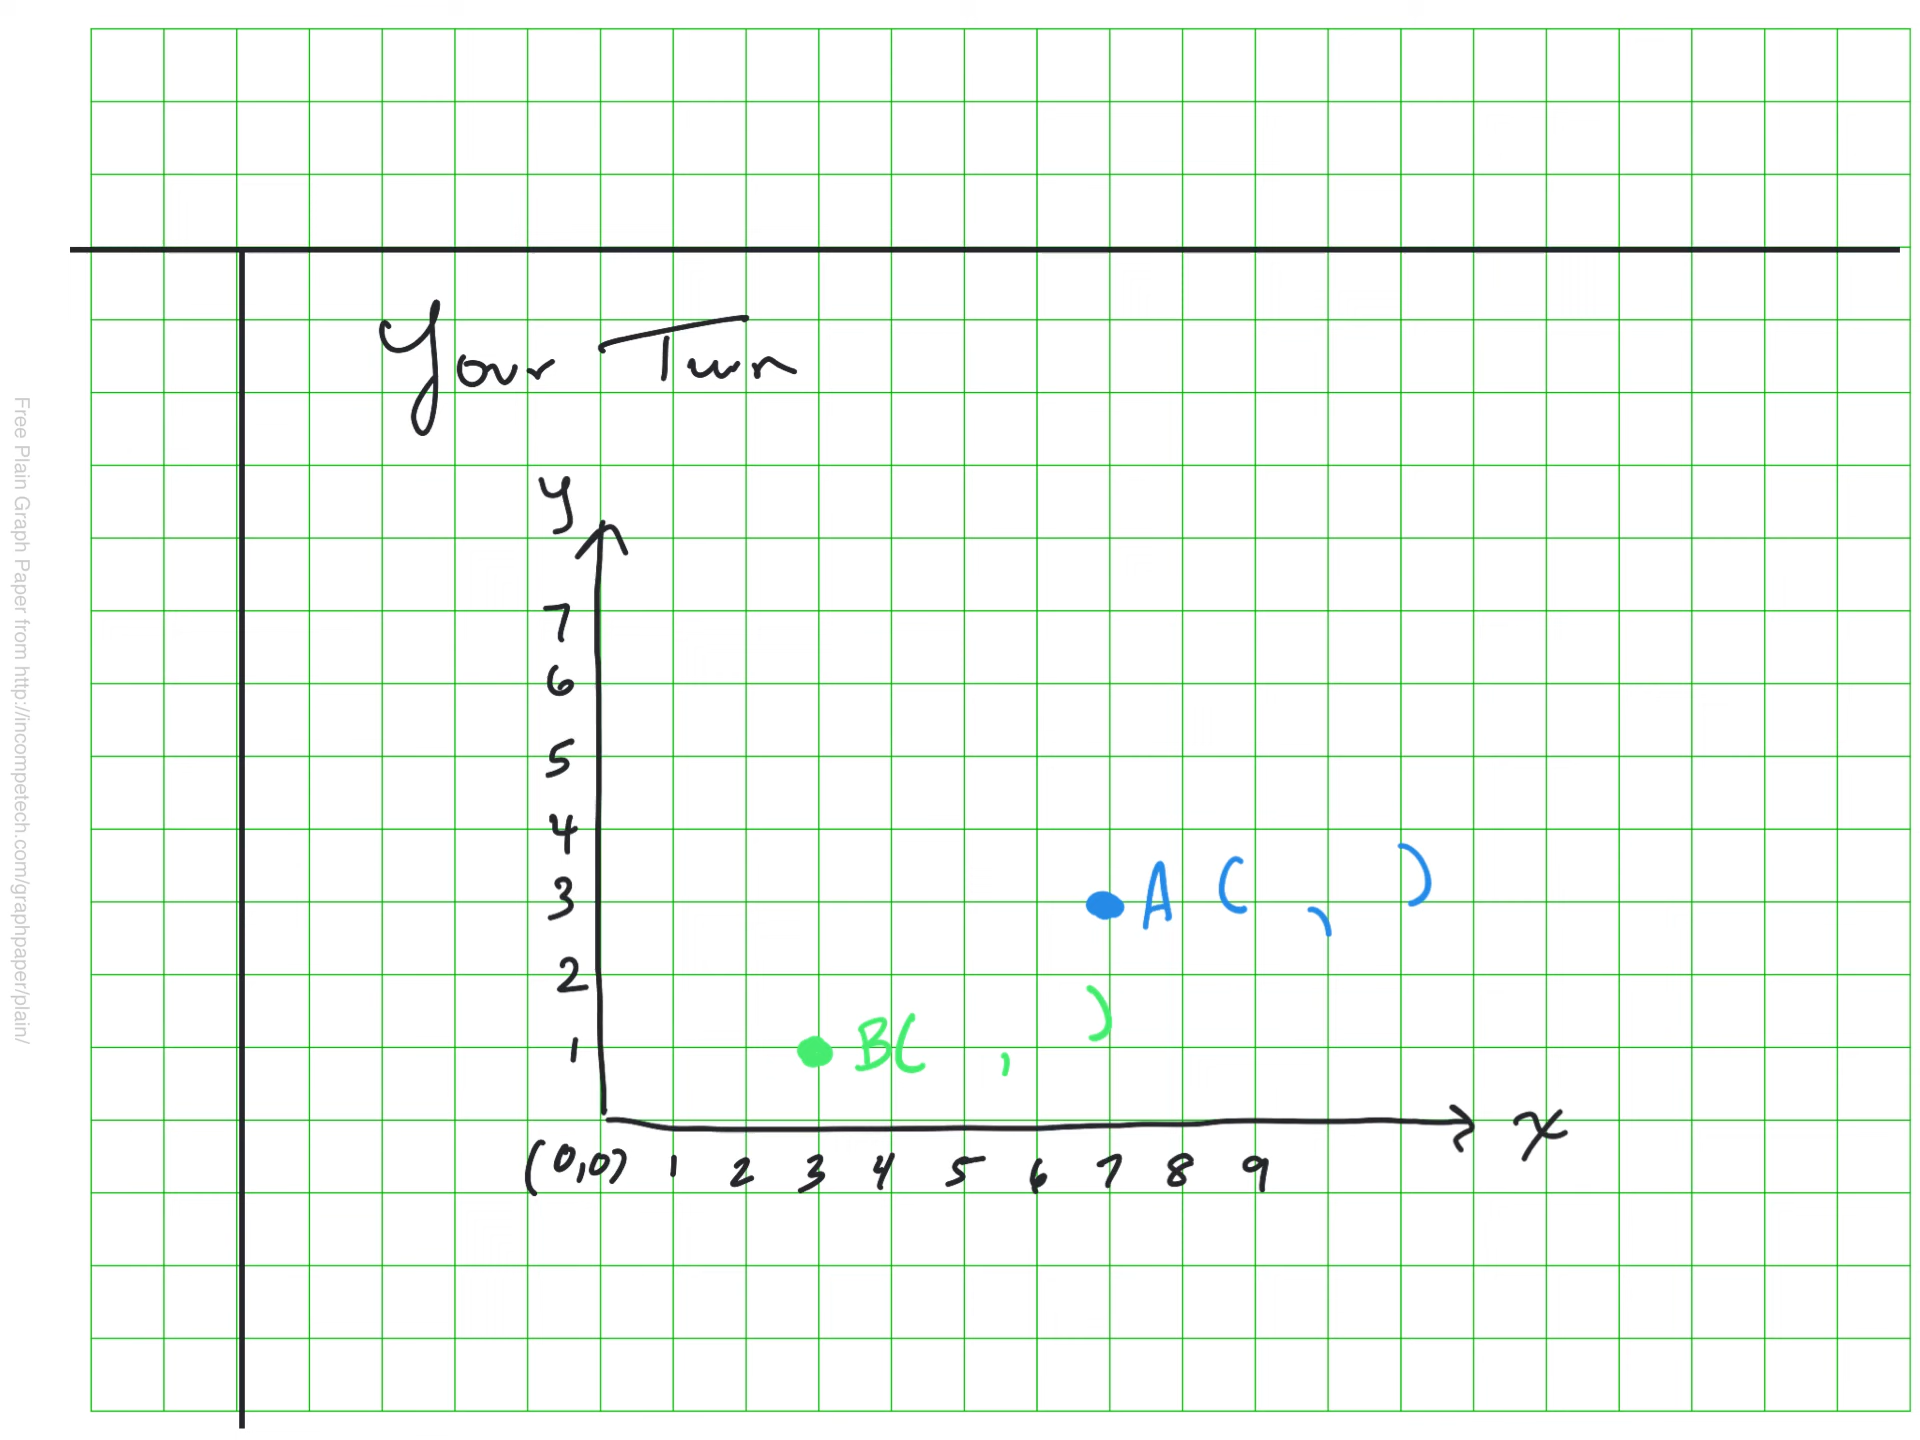 Your Turn
y
7
6
5
4
3
2
1
A ( , )
B( , )
(0,0) 1 2 3 4 5 6 7 8 9
x
Free Plain Graph Paper from http://incompetech.com/graphpaper/plain/